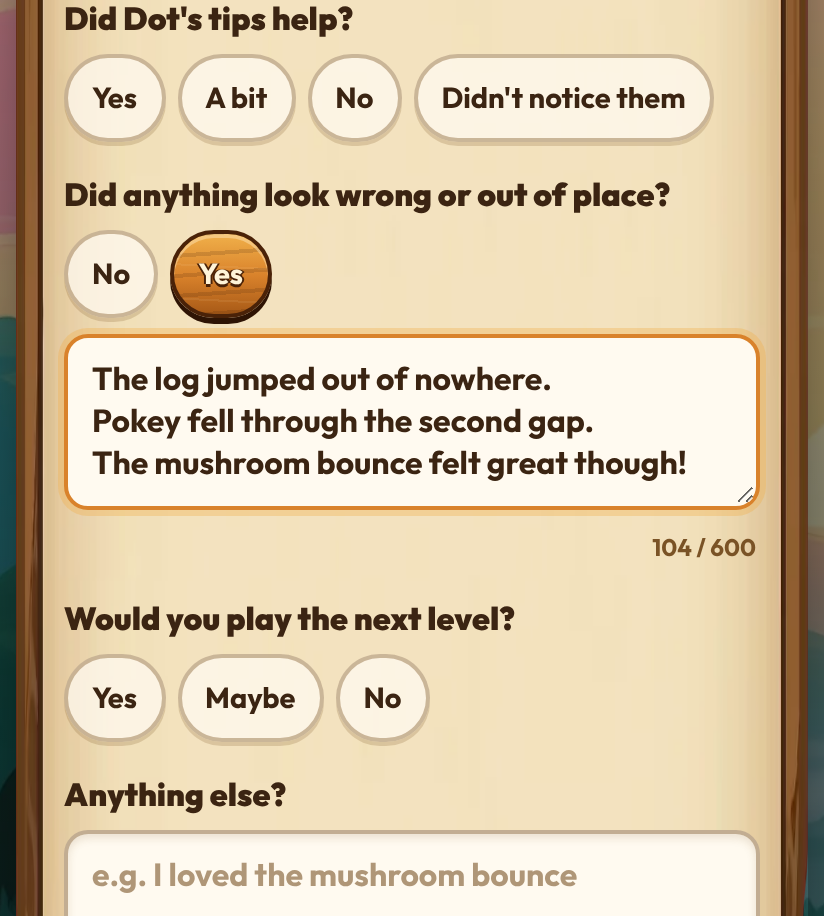 Did Dot's tips help?
Yes A bit No Didn't notice them
Did anything look wrong or out of place?
No Yes
The log jumped out of nowhere.
Pokey fell through the second gap.
The mushroom bounce felt great though!
104 / 600
Would you play the next level?
Yes Maybe No
Anything else?
e.g. I loved the mushroom bounce